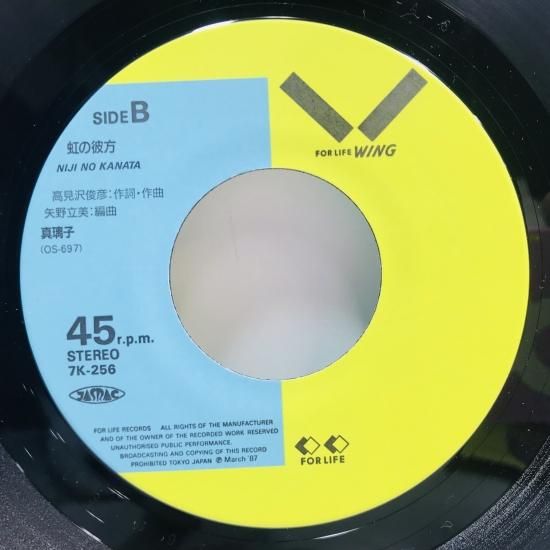 SIDE B
虹の彼方
NIJI NO KANATA
高見沢俊彦:作詞・作曲
矢野立美:編曲
真璃子
(OS-697)
FOR LIFE WING
45 r.p.m.
STEREO
7K-256
JASRAC
FOR LIFE RECORDS ALL RIGHTS OF THE MANUFACTURER
AND OF THE OWNER OF THE RECORDED WORK RESERVED
UNAUTHORISED PUBLIC PERFORMANCE.
BROADCASTING AND COPYING OF THIS RECORD
PROHIBITED TOKYO JAPAN Ⓟ March '87
FOR LIFE